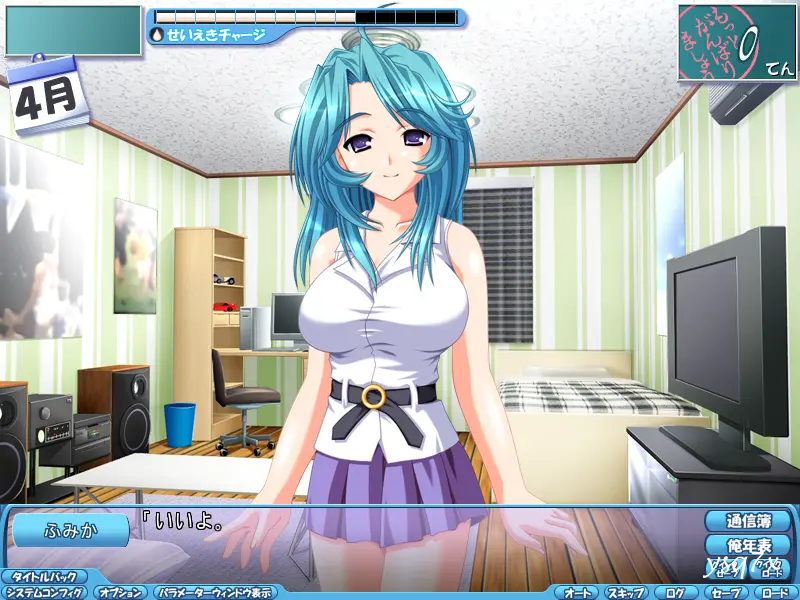 せいえきチャージ
4月
もっと
がんばり
ましょう
0
てん
ふみか
「いいよ。
通信簿
俺年表
ロード
タイトルバック
システムコンフィグ
オプション
パラメーターウィンドウ表示
オート
スキップ
ログ
セーブ
ロード